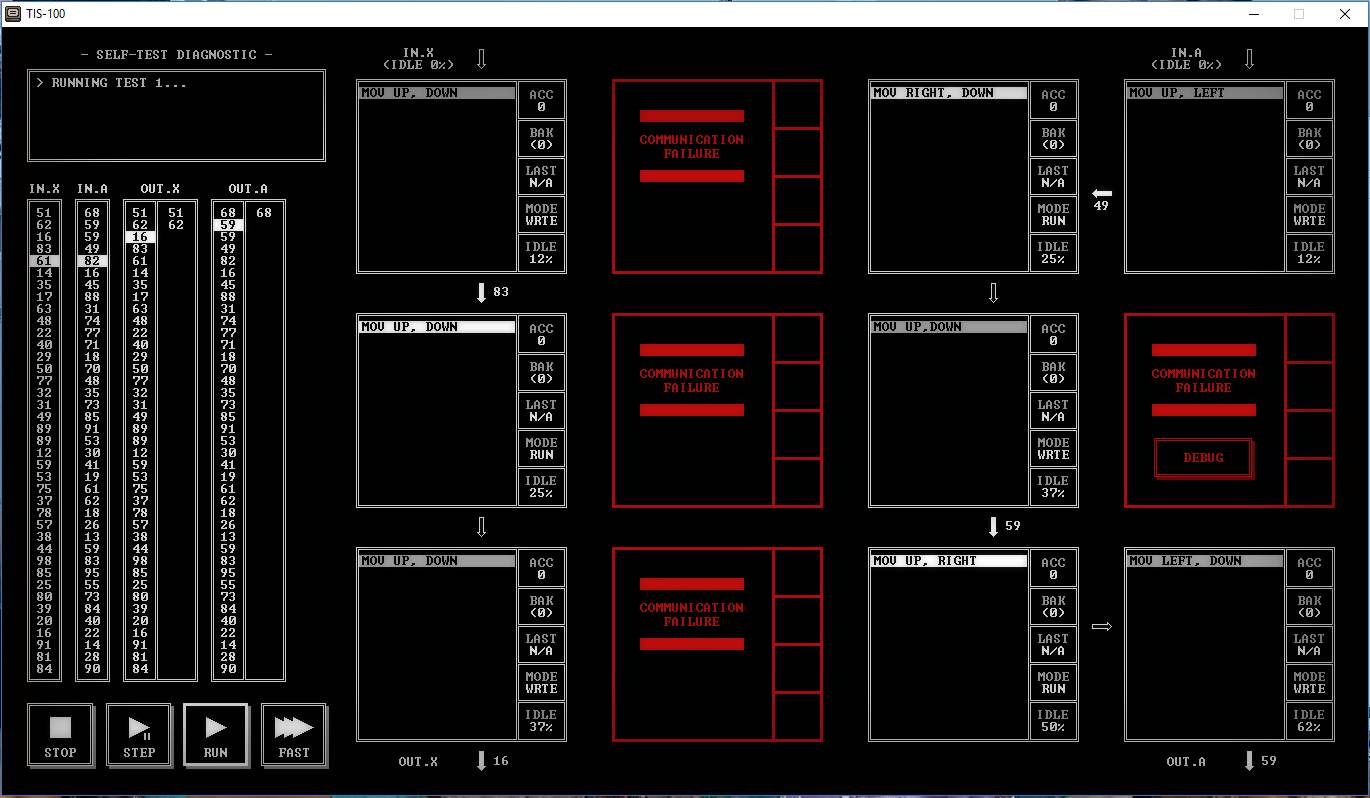 TIS-100
- SELF-TEST DIAGNOSTIC -
> RUNNING TEST 1...
IN.X IN.A OUT.X OUT.A
51 68 51 51 68 68
62 59 62 62 59
16 59 16 59
83 49 83 49
61 82 61 82
14 16 14 16
35 45 35 45
17 88 17 88
63 31 63 31
48 74 48 74
22 77 22 77
40 71 40 71
29 18 29 18
50 70 50 70
77 48 77 48
32 35 32 35
31 73 31 73
49 85 49 85
89 91 89 91
89 53 89 53
12 30 12 30
59 41 59 41
53 19 53 19
75 61 75 61
37 62 37 62
78 18 78 18
57 26 57 26
38 13 38 13
44 59 44 59
98 83 98 83
85 95 85 95
25 55 25 55
80 73 80 73
39 84 39 84
20 40 20 40
16 22 16 22
91 14 91 14
81 28 81 28
84 90 84 90
STOP
STEP
RUN
FAST
IN.X
(IDLE 0%)
IN.A
(IDLE 0%)
MOV UP, DOWN
ACC
0
BAK
(0)
LAST
N/A
MODE
WRTE
IDLE
12%
COMMUNICATION
FAILURE
MOV RIGHT, DOWN
ACC
0
BAK
(0)
LAST
N/A
MODE
RUN
IDLE
25%
49
MOV UP, LEFT
ACC
0
BAK
(0)
LAST
N/A
MODE
WRTE
IDLE
12%
83
MOV UP, DOWN
ACC
0
BAK
(0)
LAST
N/A
MODE
RUN
IDLE
25%
COMMUNICATION
FAILURE
MOV UP,DOWN
ACC
0
BAK
(0)
LAST
N/A
MODE
WRTE
IDLE
37%
COMMUNICATION
FAILURE
DEBUG
59
MOV UP, DOWN
ACC
0
BAK
(0)
LAST
N/A
MODE
WRTE
IDLE
37%
COMMUNICATION
FAILURE
MOV UP, RIGHT
ACC
0
BAK
(0)
LAST
N/A
MODE
RUN
IDLE
50%
MOV LEFT, DOWN
ACC
0
BAK
(0)
LAST
N/A
MODE
WRTE
IDLE
62%
OUT.X 16
OUT.A 59